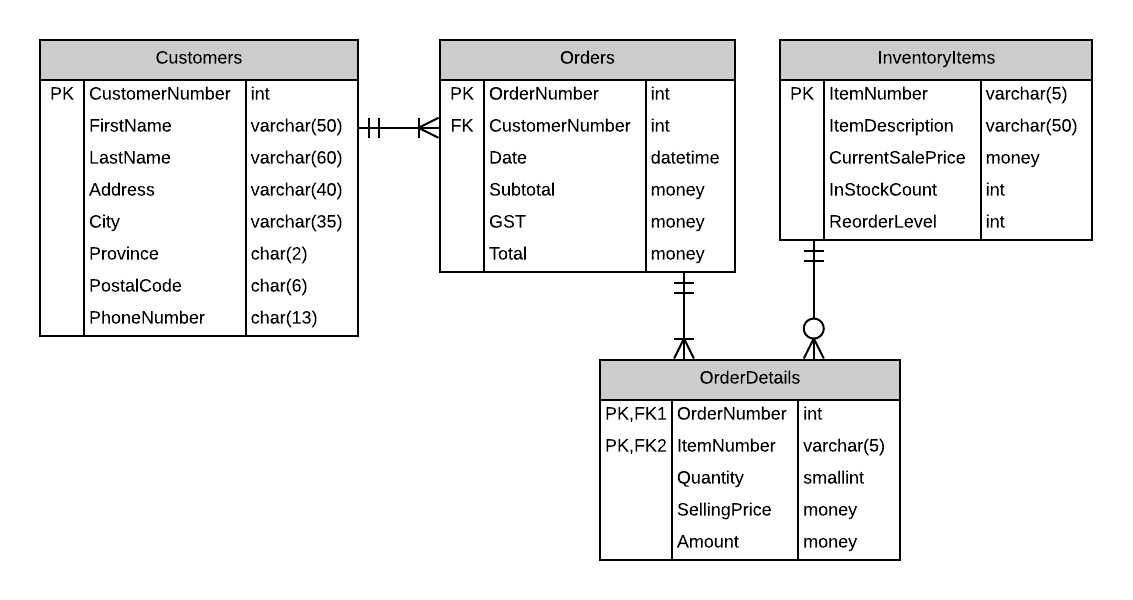 Customers
PK CustomerNumber int
FirstName varchar(50)
LastName varchar(60)
Address varchar(40)
City varchar(35)
Province char(2)
PostalCode char(6)
PhoneNumber char(13)
Orders
PK OrderNumber int
FK CustomerNumber int
Date datetime
Subtotal money
GST money
Total money
InventoryItems
PK ItemNumber varchar(5)
ItemDescription varchar(50)
CurrentSalePrice money
InStockCount int
ReorderLevel int
OrderDetails
PK,FK1 OrderNumber int
PK,FK2 ItemNumber varchar(5)
Quantity smallint
SellingPrice money
Amount money